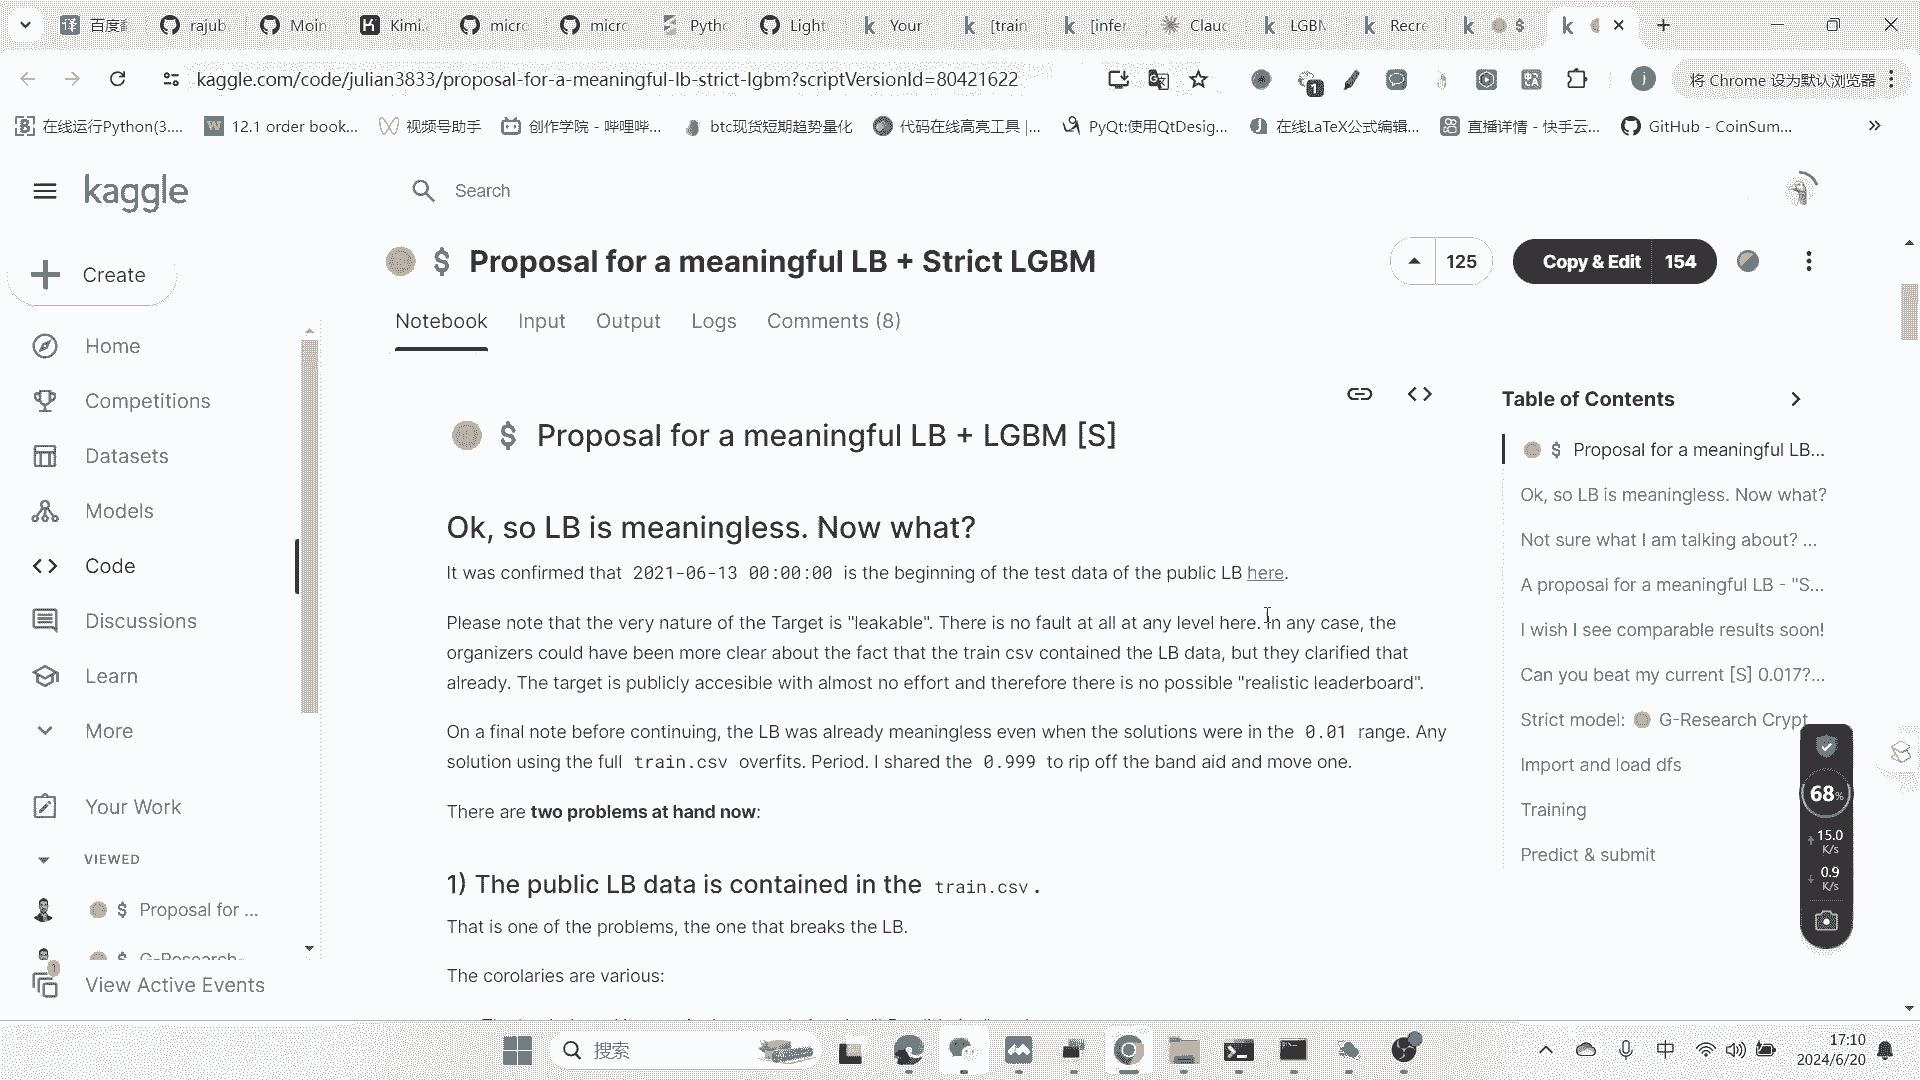 百度
rajub
Moin
Kimi.
micro
micro
Pytho
Light
Your
[train
[infer
Claud
LGBM
Recre
$
kaggle.com/code/julian3833/proposal-for-a-meaningful-lb-strict-lgbm?scriptVersionId=80421622
1
j
将 Chrome 设为默认浏览器
在线运行Python(3....
12.1 order book...
视频号助手
创作学院 - 哔哩哔...
btc现货短期趋势量化
代码在线高亮工具 |...
PyQt:使用QtDesig...
在线LaTeX公式编辑...
直播详情 - 快手云...
GitHub - CoinSum...
kaggle
Search
$ Proposal for a meaningful LB + Strict LGBM
125
Copy & Edit 154
Create
Notebook
Input
Output
Logs
Comments (8)
Home
Competitions
Datasets
Models
Code
Discussions
Learn
More
Your Work
VIEWED
$ Proposal for ...
$ G-Research-
1
View Active Events
$ Proposal for a meaningful LB + LGBM [S]
Ok, so LB is meaningless. Now what?
It was confirmed that 2021-06-13 00:00:00 is the beginning of the test data of the public LB here.
Please note that the very nature of the Target is "leakable". There is no fault at all at any level here. In any case, the
organizers could have been more clear about the fact that the train csv contained the LB data, but they clarified that
already. The target is publicly accesible with almost no effort and therefore there is no possible "realistic leaderboard".
On a final note before continuing, the LB was already meaningless even when the solutions were in the 0.01 range. Any
solution using the full train.csv overfits. Period. I shared the 0.999 to rip off the band aid and move one.
There are two problems at hand now:
1) The public LB data is contained in the train.csv.
That is one of the problems, the one that breaks the LB.
The corolaries are various:
Table of Contents
$ Proposal for a meaningful LB...
Ok, so LB is meaningless. Now what?
Not sure what I am talking about? ...
A proposal for a meaningful LB - "S...
I wish I see comparable results soon!
Can you beat my current [S] 0.017?...
Strict model: G-Research Crypt
Import and load dfs
Training
Predict & submit
68%
15.0
K/s
0.9
K/s
搜索
中
17:10
2024/6/20